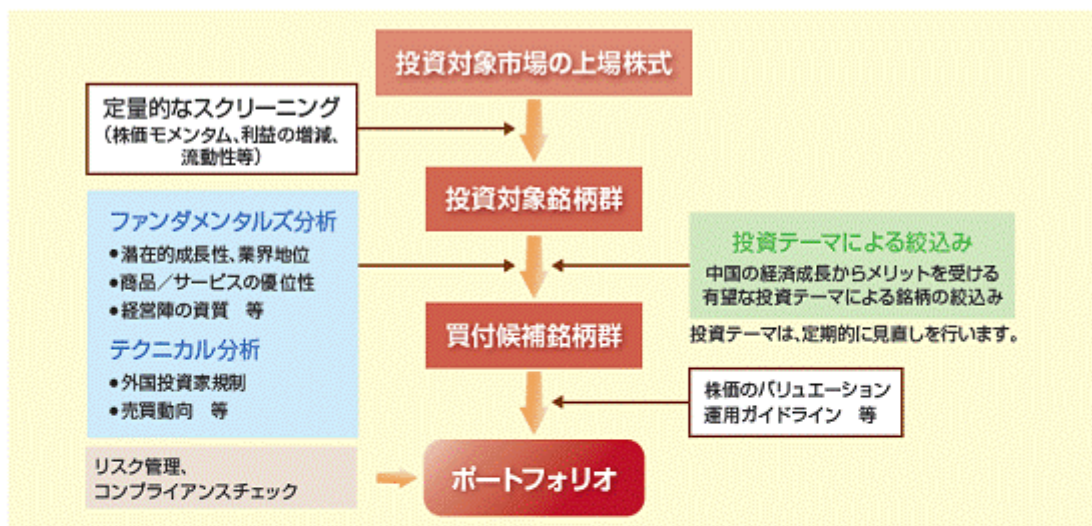 投資対象市場の上場株式
定量的なスクリーニング
（株価モメンタム、利益の増減、
流動性等）
投資対象銘柄群
ファンダメンタルズ分析
●潜在的成長性、業界地位
●商品／サービスの優位性
●経営陣の資質　等
テクニカル分析
●外国投資家規制
●売買動向　等
投資テーマによる絞込み
中国の経済成長からメリットを受ける
有望な投資テーマによる銘柄の絞込み
投資テーマは、定期的に見直しを行います。
買付候補銘柄群
株価のバリュエーション
運用ガイドライン　等
リスク管理、
コンプライアンスチェック
ポートフォリオ